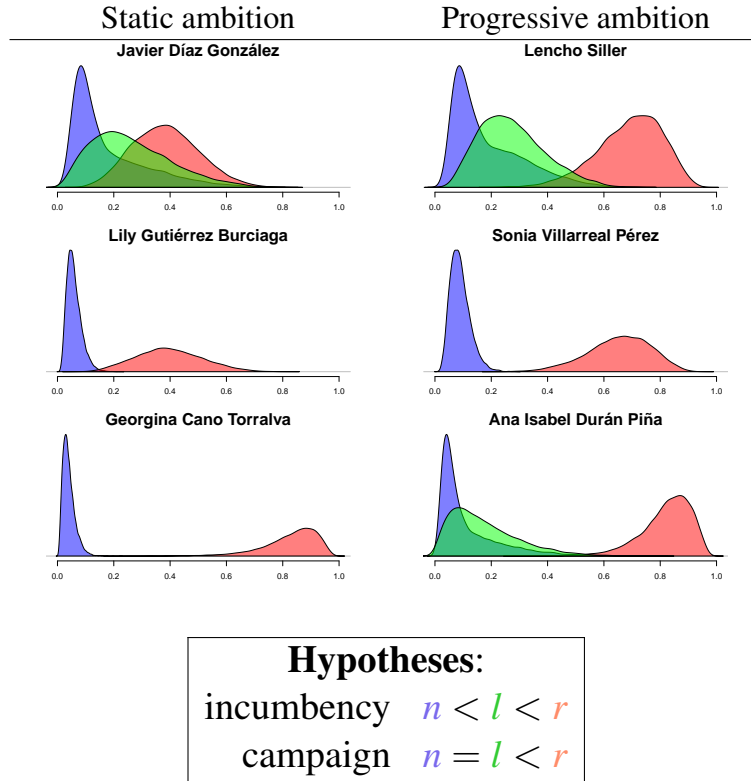 Static ambition Progressive ambition
Javier Díaz González Lencho Siller
0.0 0.2 0.4 0.6 0.8 1.0 0.0 0.2 0.4 0.6 0.8 1.0
Lily Gutiérrez Burciaga Sonia Villarreal Pérez
0.0 0.2 0.4 0.6 0.8 1.0 0.0 0.2 0.4 0.6 0.8 1.0
Georgina Cano Torralva Ana Isabel Durán Piña
0.0 0.2 0.4 0.6 0.8 1.0 0.0 0.2 0.4 0.6 0.8 1.0
Hypotheses:
incumbency n < l < r
campaign n = l < r